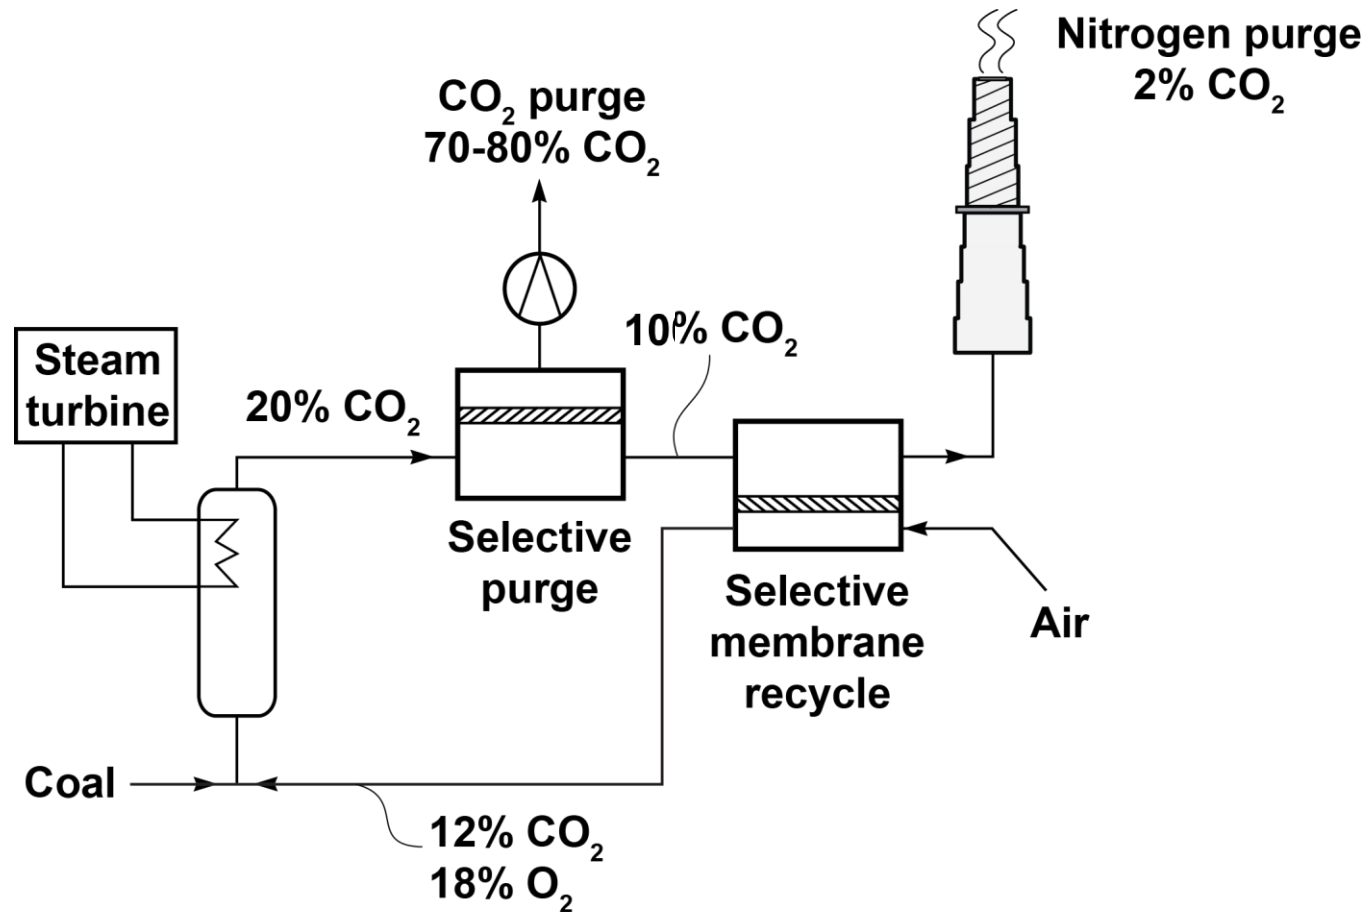 Nitrogen purge
2% CO₂
CO₂ purge
70-80% CO₂
10% CO₂
Steam
turbine
20% CO₂
Selective
purge
Selective
membrane
recycle
Air
Coal
12% CO₂
18% O₂